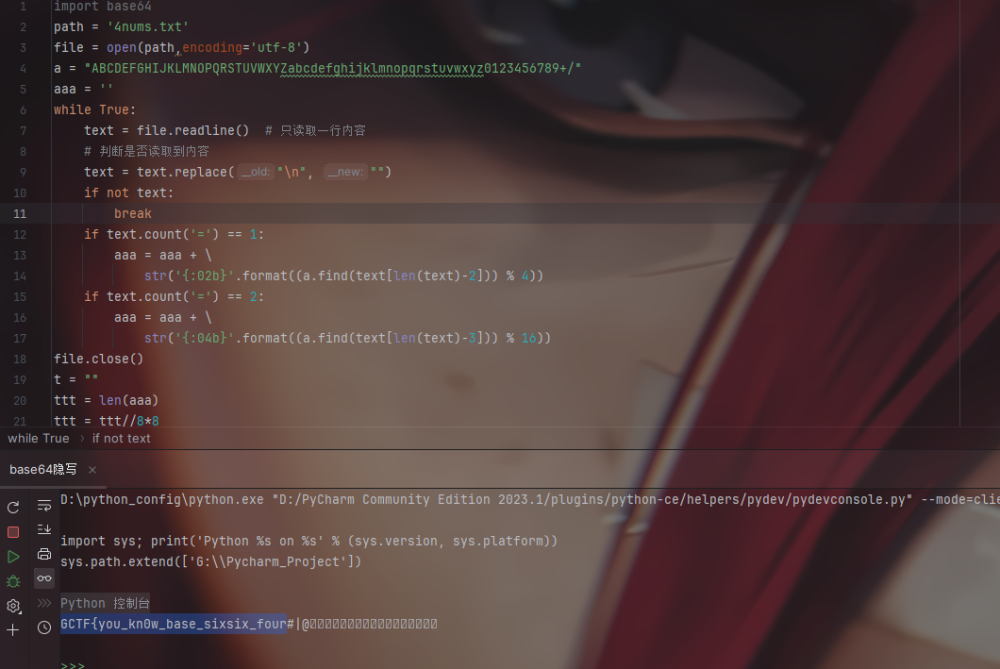 1 import base64
2 path = '4nums.txt'
3 file = open(path,encoding='utf-8')
4 a = "ABCDEFGHIJKLMNOPQRSTUVWXYZabcdefghijklmnopqrstuvwxyz0123456789+/"
5 aaa = ''
6 while True:
7 text = file.readline()  # 只读取一行内容
8 # 判断是否读取到内容
9 text = text.replace( __old: "\n", __new: "")
10 if not text:
11 break
12 if text.count('=') == 1:
13 aaa = aaa + \
14 str('{:02b}'.format((a.find(text[len(text)-2])) % 4))
15 if text.count('=') == 2:
16 aaa = aaa + \
17 str('{:04b}'.format((a.find(text[len(text)-3])) % 16))
18 file.close()
19 t = ""
20 ttt = len(aaa)
21 ttt = ttt//8*8
while True › if not text
base64隐写 ×
D:\python_config\python.exe "D:/PyCharm Community Edition 2023.1/plugins/python-ce/helpers/pydev/pydevconsole.py" --mode=clie
import sys; print('Python %s on %s' % (sys.version, sys.platform))
sys.path.extend(['G:\\Pycharm_Project'])
Python 控制台
GCTF{you_kn0w_base_sixsix_four#|@
>>>